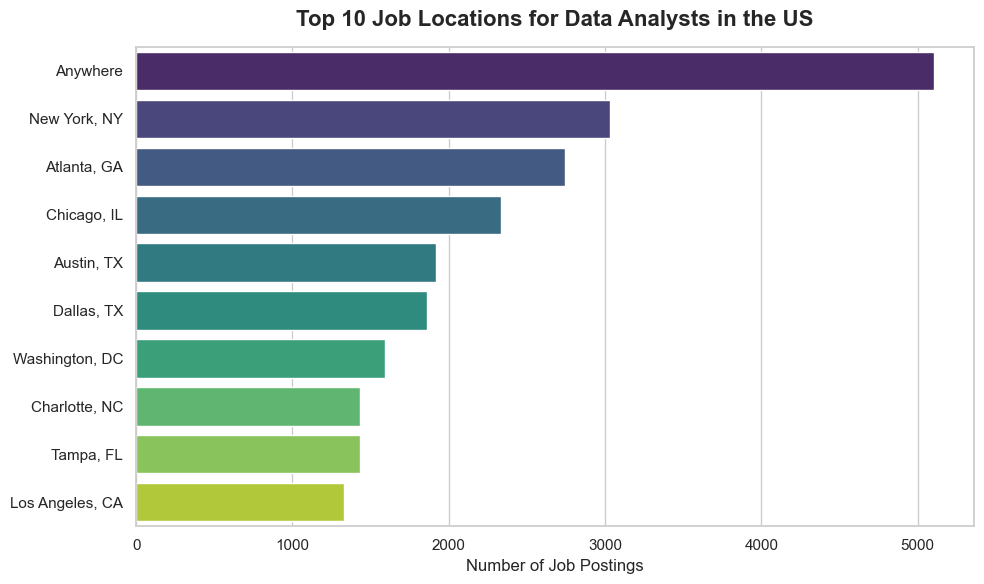 Top 10 Job Locations for Data Analysts in the US
Anywhere
New York, NY
Atlanta, GA
Chicago, IL
Austin, TX
Dallas, TX
Washington, DC
Charlotte, NC
Tampa, FL
Los Angeles, CA
0 1000 2000 3000 4000 5000
Number of Job Postings